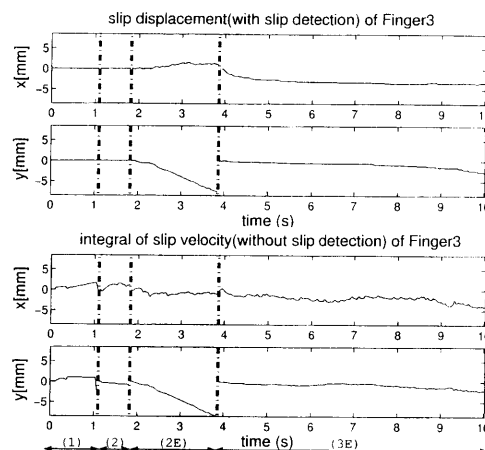 slip displacement(with slip detection) of Finger3
x[mm]
5
0
-5
0 1 2 3 4 5 6 7 8 9 10
y[mm]
5
0
-5
0 1 2 3 4 5 6 7 8 9 10
time (s)
integral of slip velocity(without slip detection) of Finger3
x[mm]
5
0
-5
0 1 2 3 4 5 6 7 8 9 10
y[mm]
5
0
-5
0 1 2 3 4 5 6 7 8 9 10
time (s)
(1) (2) (2E) (3E)